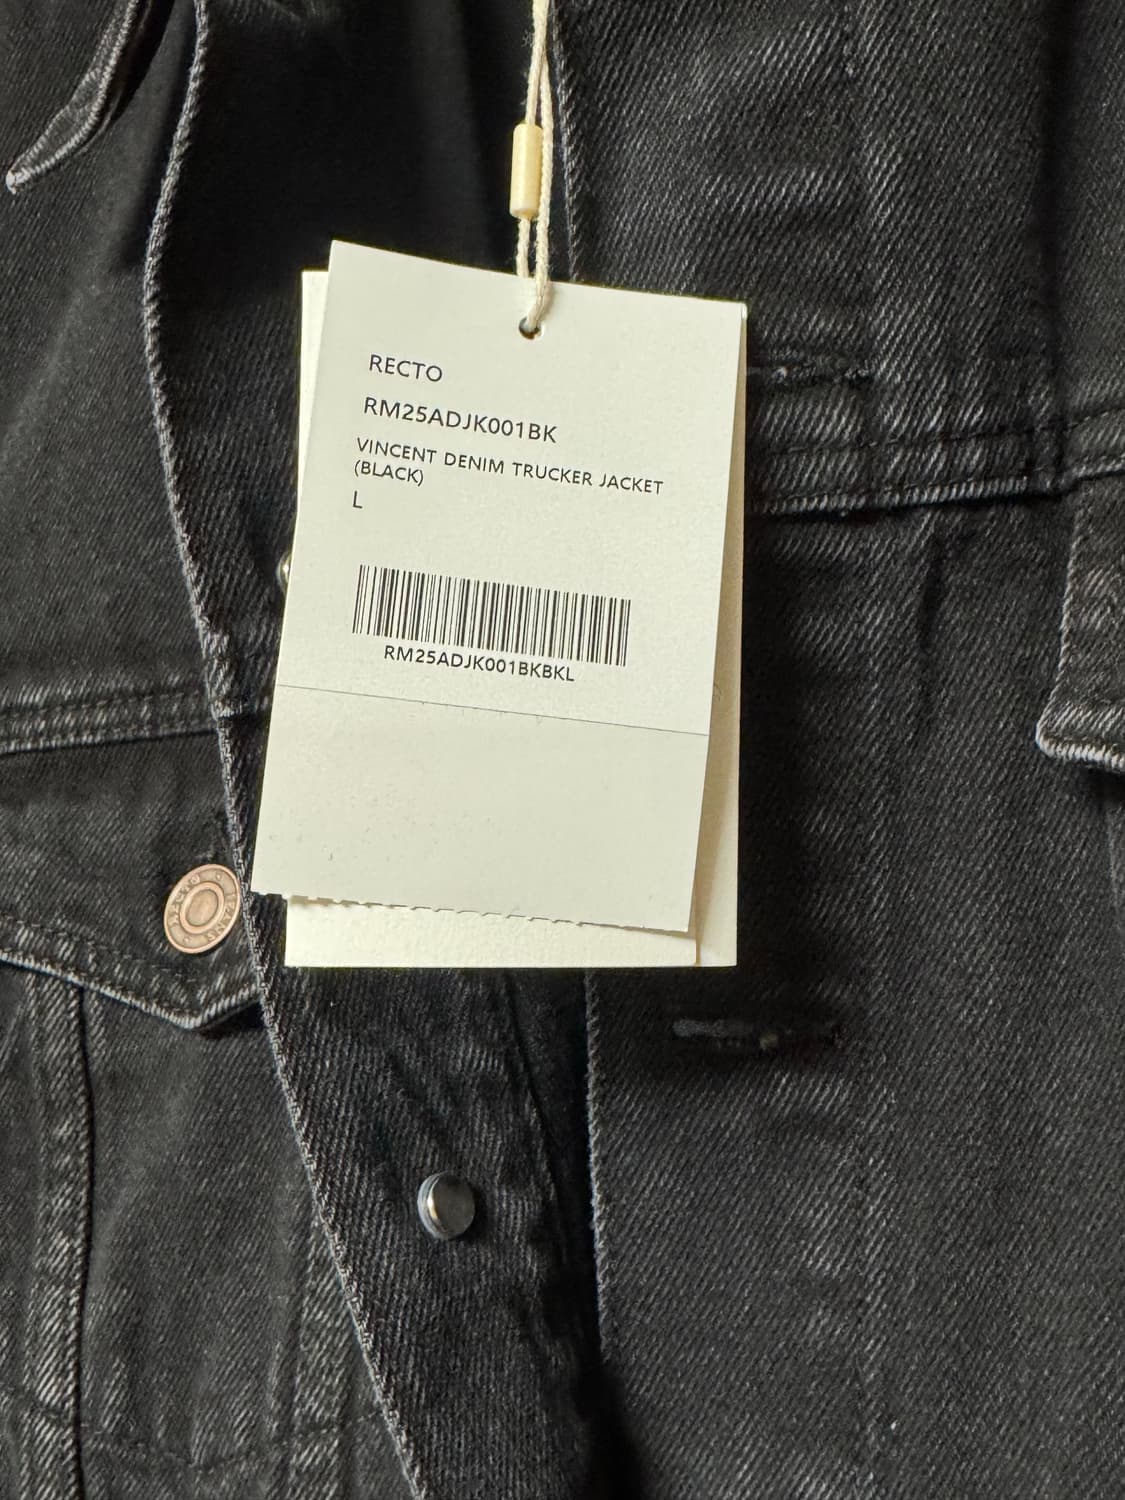 RECTO
RM25ADJK001BK
VINCENT DENIM TRUCKER JACKET
(BLACK)
L
RM25ADJK001BKBKL